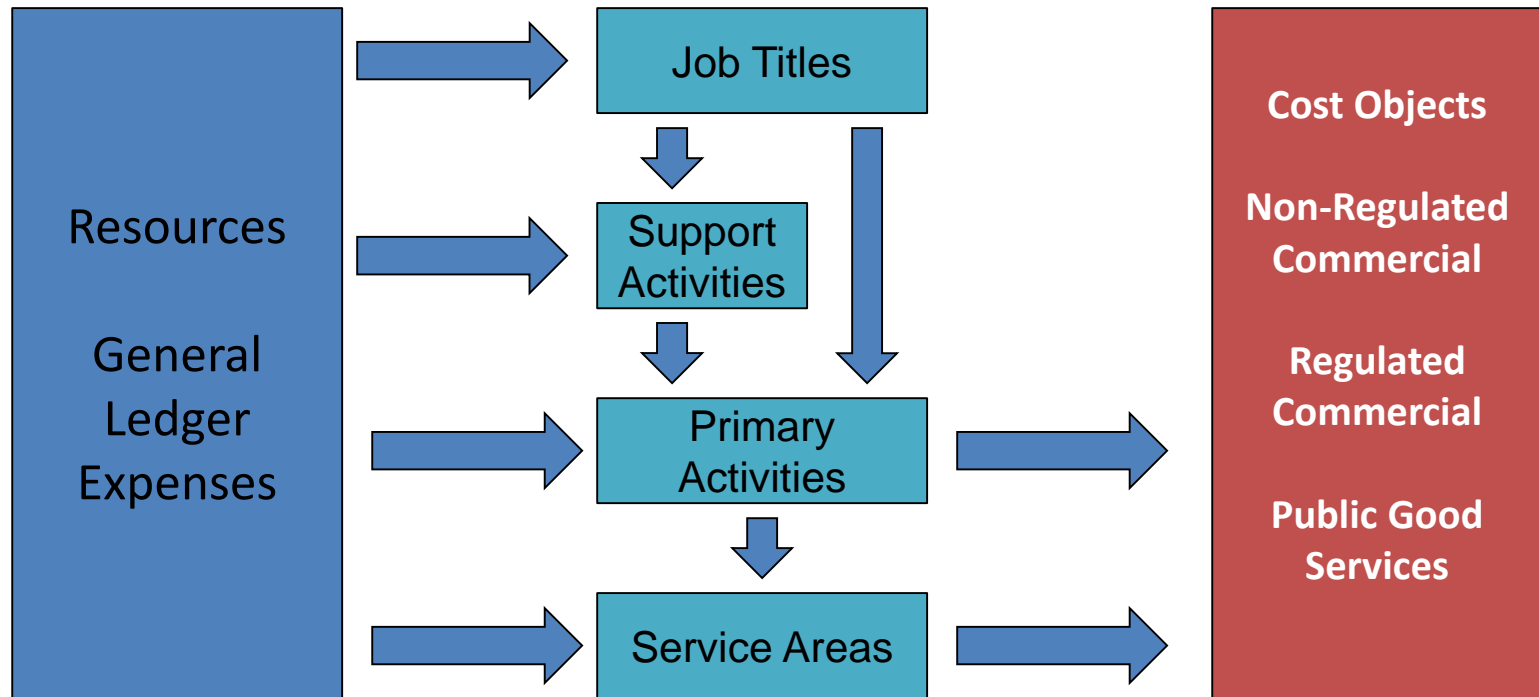 Resources
General
Ledger
Expenses
Job Titles
Support
Activities
Primary
Activities
Service Areas
Cost Objects
Non-Regulated
Commercial
Regulated
Commercial
Public Good
Services